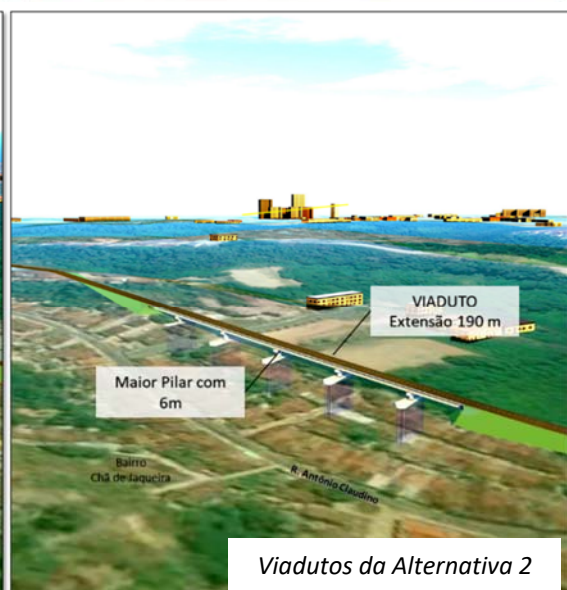 VIADUTO
Extensão 190 m
Maior Pilar com
6m
Bairro
Chã de Jaqueira
R. Antônio Claudino
Viadutos da Alternativa 2